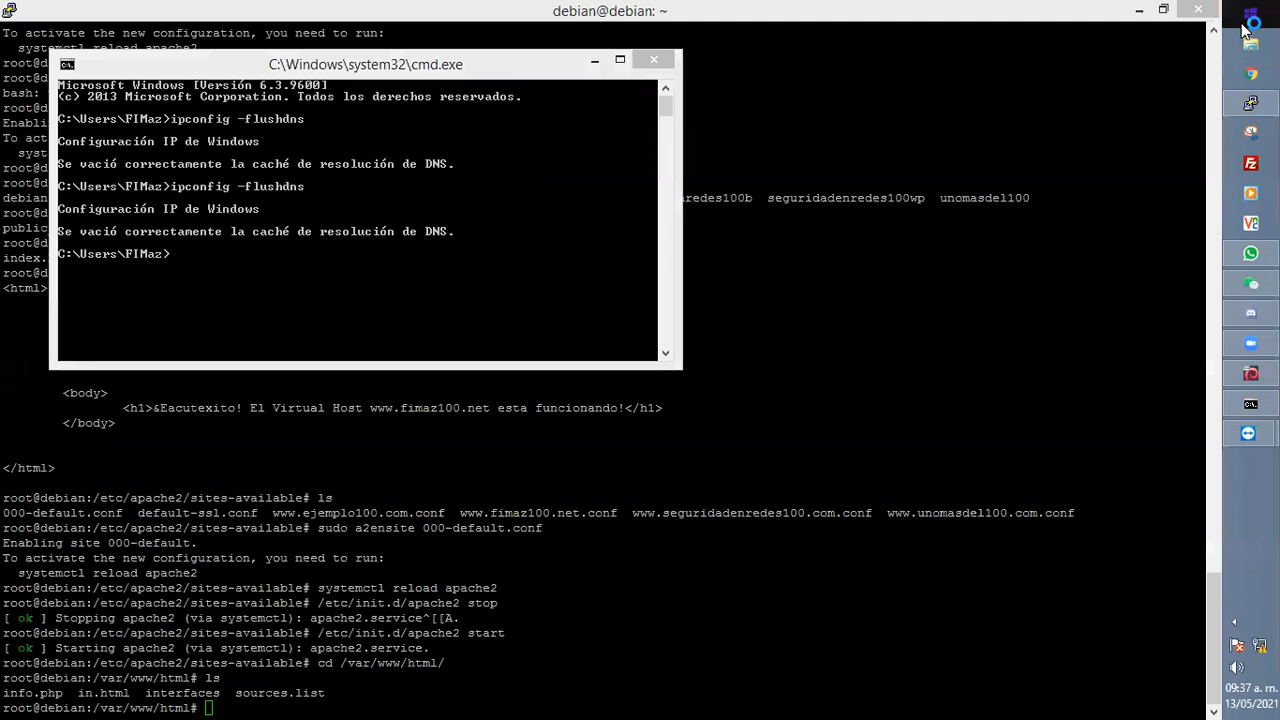 debian@debian: ~
To activate the new configuration, you need to run:
systemctl reload apache2
root@d
bash:
root@d
Enabli
To ac
sys
root@d
root@d
debian
nredes100b seguridadenredes100wp unomasdel100
root@d
public
root@d
index.
root@d
<html>
C:\Windows\system32\cmd.exe
Microsoft Windows [Versión 6.3.9600]
(c) 2013 Microsoft Corporation. Todos los derechos reservados.
C:\Users\FIMaz>ipconfig -flushdns
Configuración IP de Windows
Se vació correctamente la caché de resolución de DNS.
C:\Users\FIMaz>ipconfig -flushdns
Configuración IP de Windows
Se vació correctamente la caché de resolución de DNS.
C:\Users\FIMaz>
<body>
<h1>&Eacutexito! El Virtual Host www.fimaz100.net esta funcionando!</h1>
</body>
</html>
root@debian:/etc/apache2/sites-available# ls
000-default.conf default-ssl.conf www.ejemplo100.com.conf www.fimaz100.net.conf www.seguridadenredes100.com.conf www.unomasdel100.com.conf
root@debian:/etc/apache2/sites-available# sudo a2ensite 000-default.conf
Enabling site 000-default.
To activate the new configuration, you need to run:
systemctl reload apache2
root@debian:/etc/apache2/sites-available# systemctl reload apache2
root@debian:/etc/apache2/sites-available# /etc/init.d/apache2 stop
[ ok ] Stopping apache2 (via systemctl): apache2.service^[[A.
root@debian:/etc/apache2/sites-available# /etc/init.d/apache2 start
[ ok ] Starting apache2 (via systemctl): apache2.service.
root@debian:/etc/apache2/sites-available# cd /var/www/html/
root@debian:/var/www/html# ls
info.php in.html interfaces sources.list
root@debian:/var/www/html#
09:37 a. m.
13/05/2021